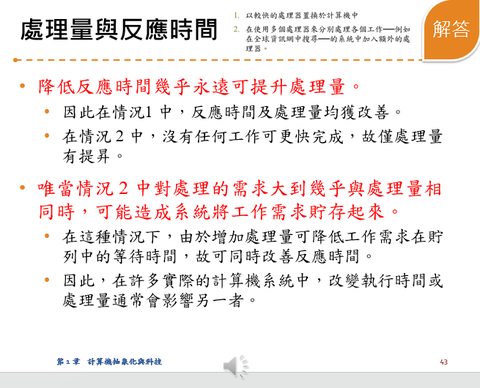 處理量與反應時間
1. 以較快的處理器置換於計算機中
2. 在使用多個處理器來分別處理各個工作──例如
在全球資訊網中搜尋──的系統中加入額外的處
理器。
解答
• 降低反應時間幾乎永遠可提升處理量。
• 因此在情況1 中，反應時間及處理量均獲改善。
• 在情況 2 中，沒有任何工作可更快完成，故僅處理量
有提昇。
• 唯當情況 2 中對處理的需求大到幾乎與處理量相
同時，可能造成系統將工作需求貯存起來。
• 在這種情況下，由於增加處理量可降低工作需求在貯
列中的等待時間，故可同時改善反應時間。
• 因此，在許多實際的計算機系統中，改變執行時間或
處理量通常會影響另一者。
第 1 章 計算機抽象化與科技
43